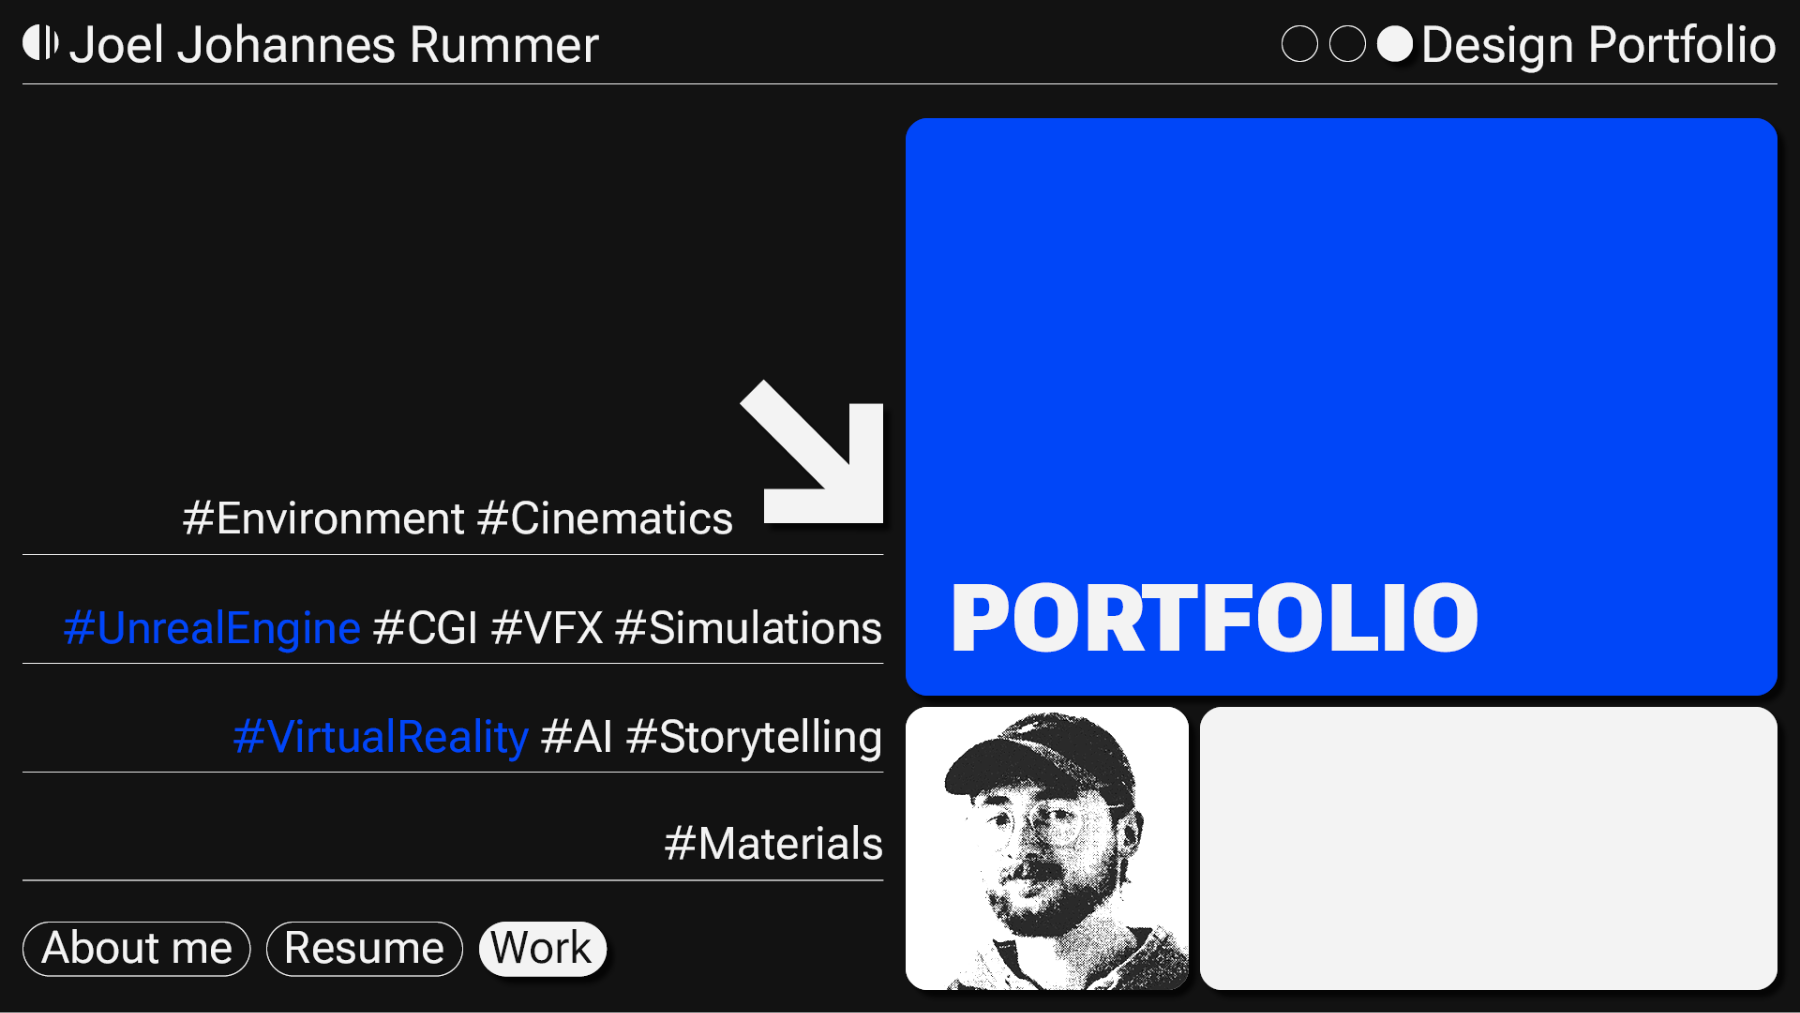 Joel Johannes Rummer
Design Portfolio
#Environment #Cinematics
#UnrealEngine #CGI #VFX #Simulations
#VirtualReality #AI #Storytelling
#Materials
About me
Resume
Work
PORTFOLIO